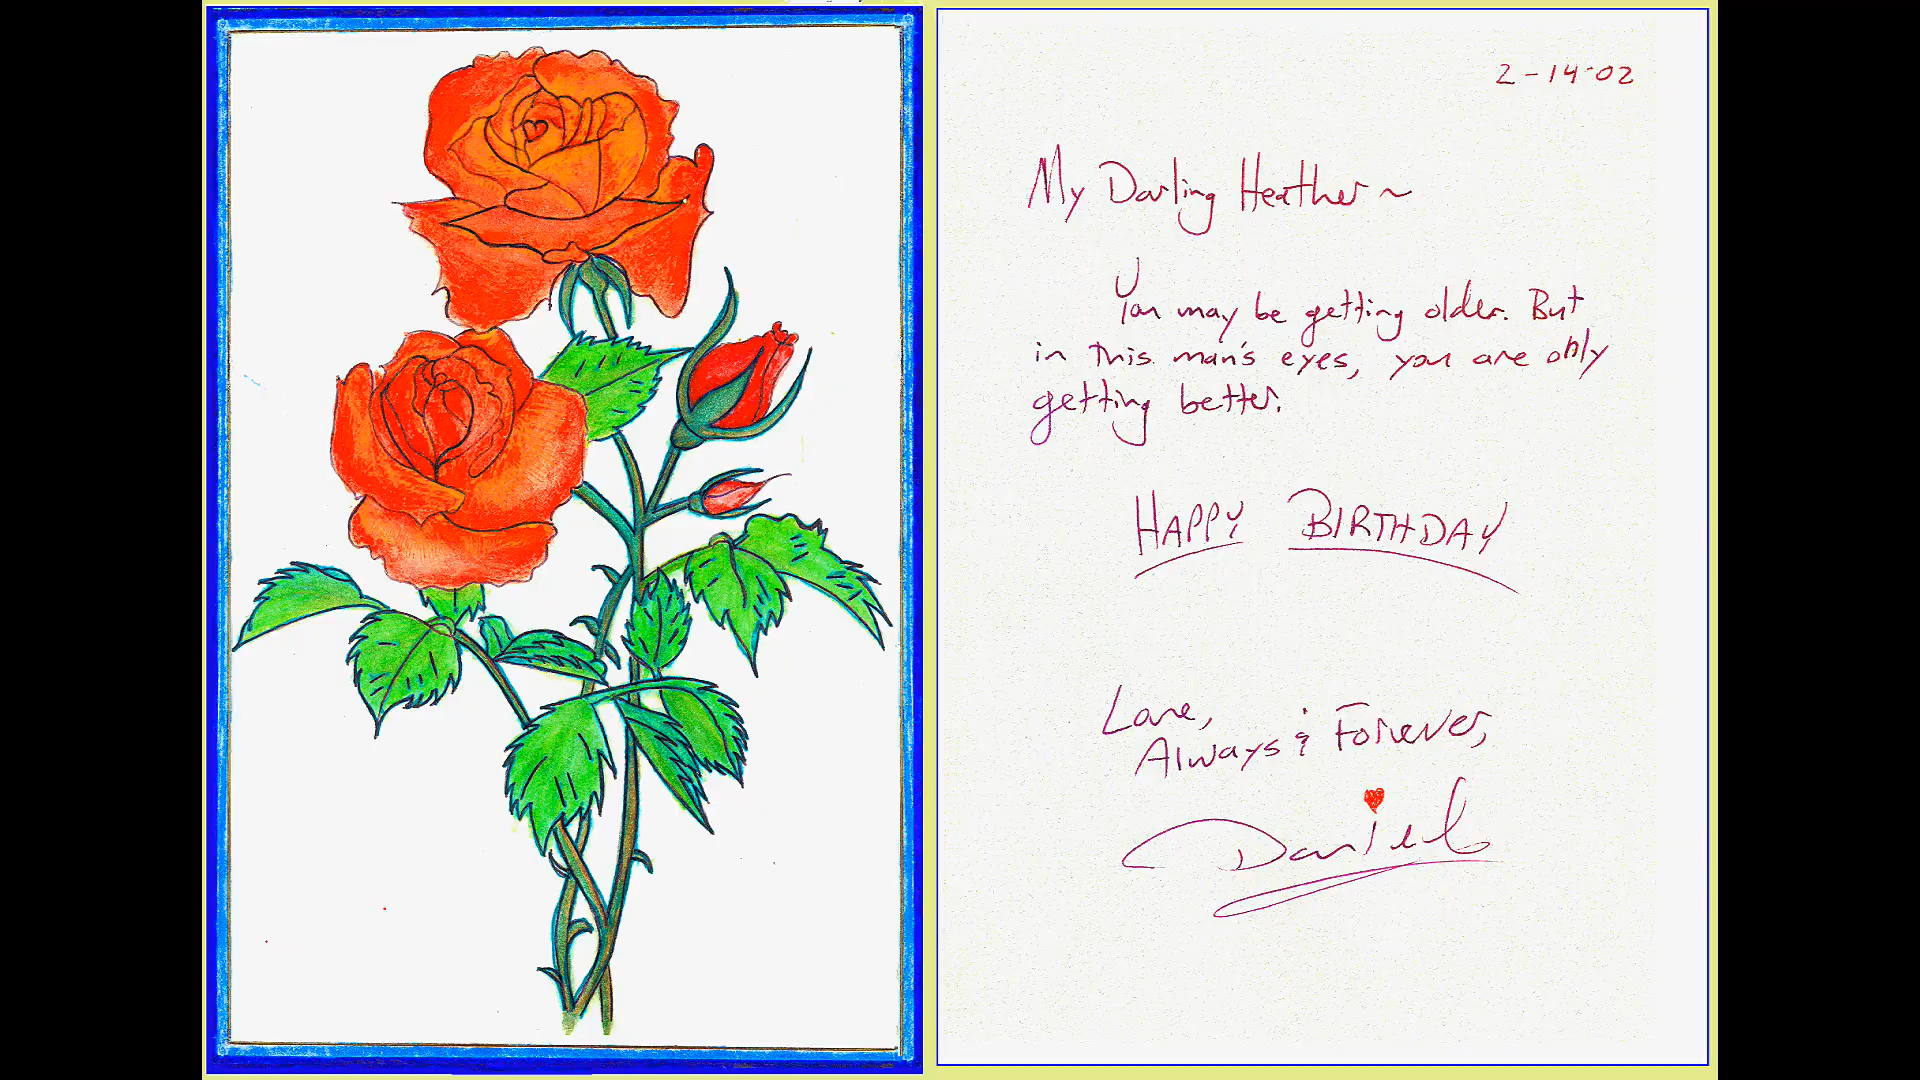 2-14-02
My Darling Heather ~
You may be getting older. But
in this man's eyes, you are only
getting better.
HAPPY BIRTHDAY
Love,
Always & Forever,
Daniel